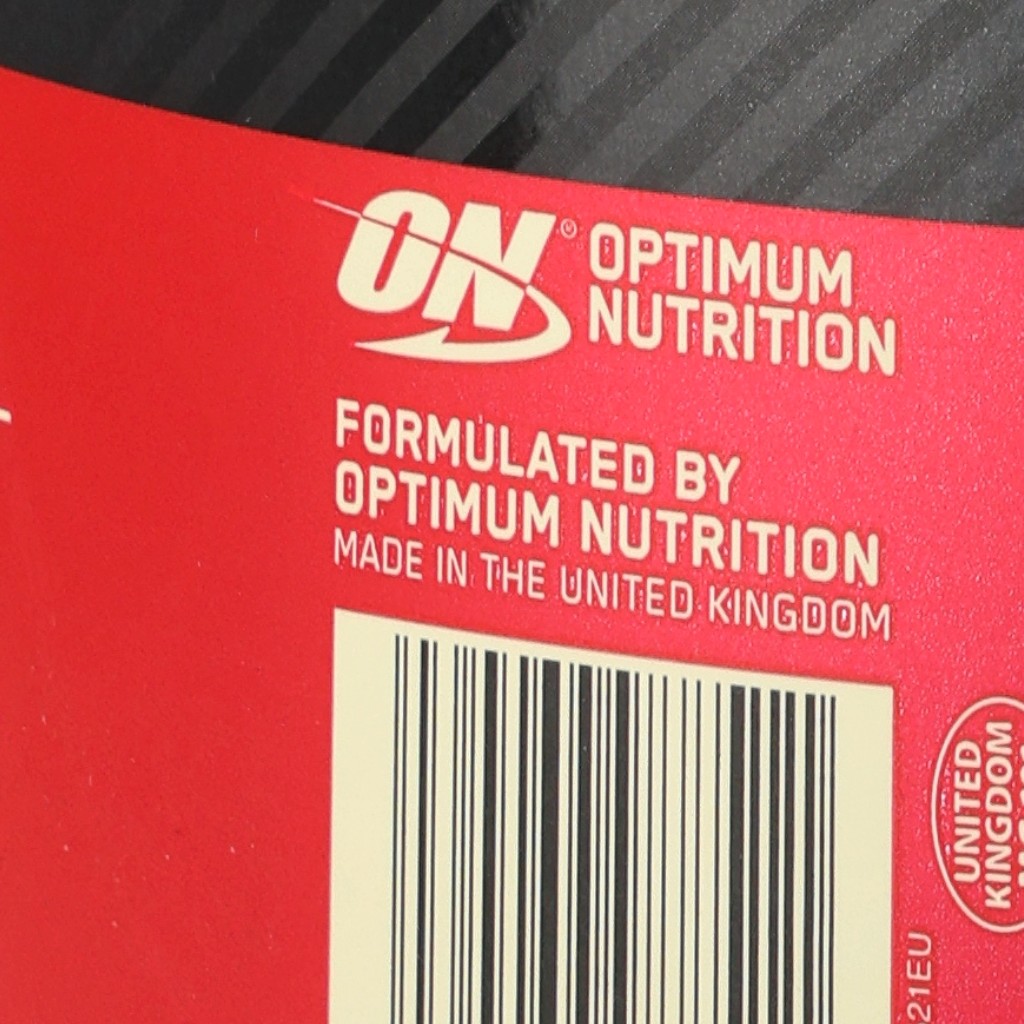 ON® OPTIMUM
NUTRITION
FORMULATED BY
OPTIMUM NUTRITION
MADE IN THE UNITED KINGDOM
UNITED
KINGDOM
21EU